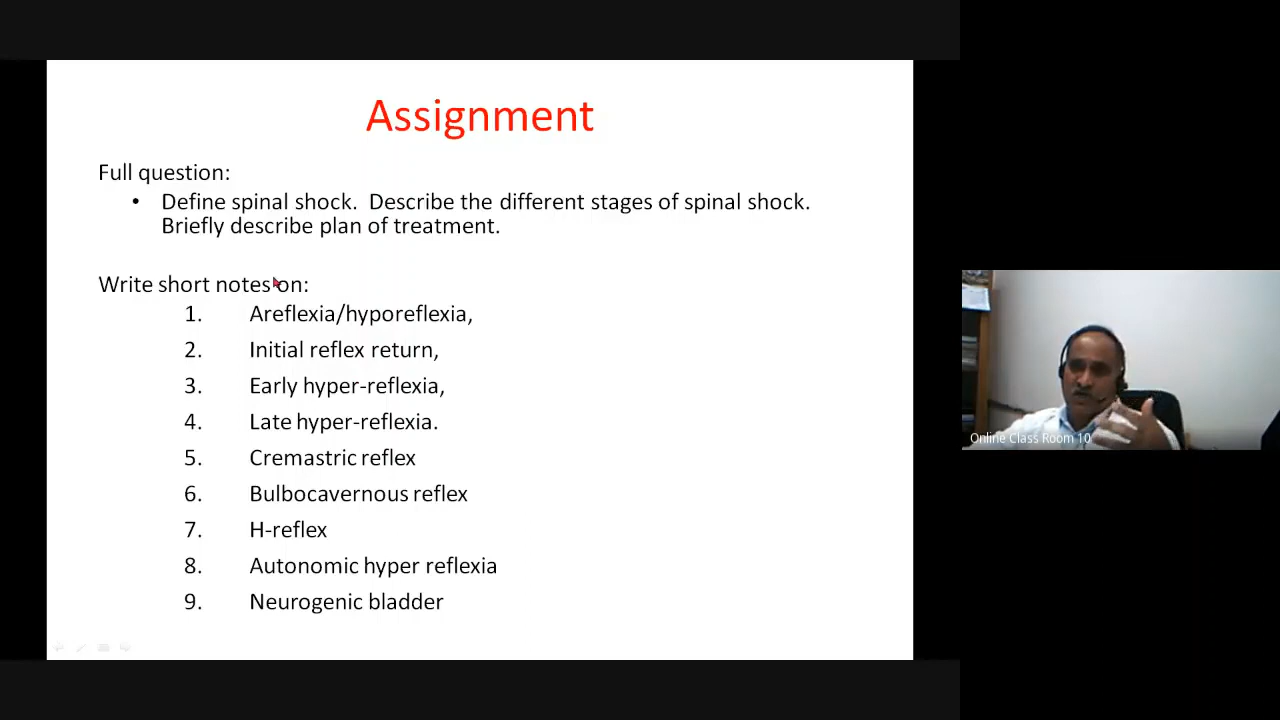 Assignment
Full question:
• Define spinal shock. Describe the different stages of spinal shock.
Briefly describe plan of treatment.
Write short notes on:
1. Areflexia/hyporeflexia,
2. Initial reflex return,
3. Early hyper-reflexia,
4. Late hyper-reflexia.
5. Cremastric reflex
6. Bulbocavernous reflex
7. H-reflex
8. Autonomic hyper reflexia
9. Neurogenic bladder
Online Class Room 10